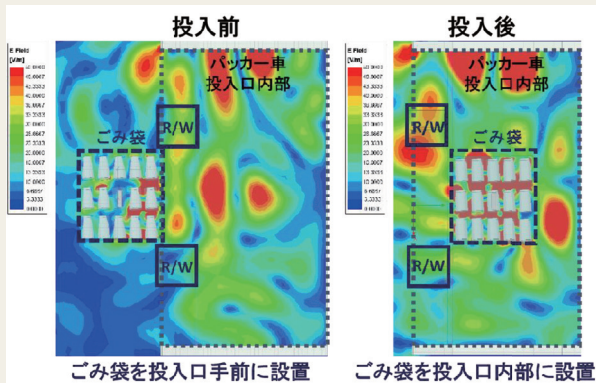 投入前
投入後
E Field
[V/m]
パッカー車
投入口内部
R/W
ごみ袋
R/W
E Field
[V/m]
パッカー車
投入口内部
R/W
ごみ袋
R/W
ごみ袋を投入口手前に設置
ごみ袋を投入口内部に設置